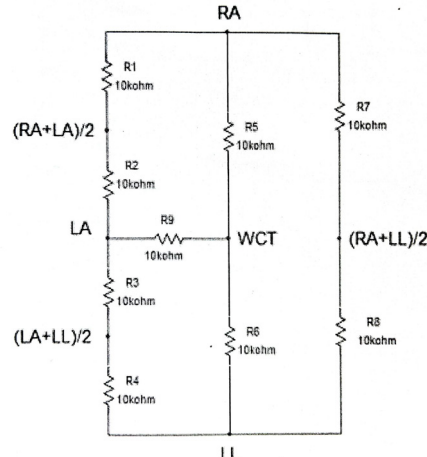 RA
R1
10kohm
R7
10kohm
(RA+LA)/2
R5
10kohm
R2
10kohm
R9
LA
WCT
(RA+LL)/2
10kohm
R3
10kohm
R6
10kohm
R8
10kohm
(LA+LL)/2
R4
10kohm
LL